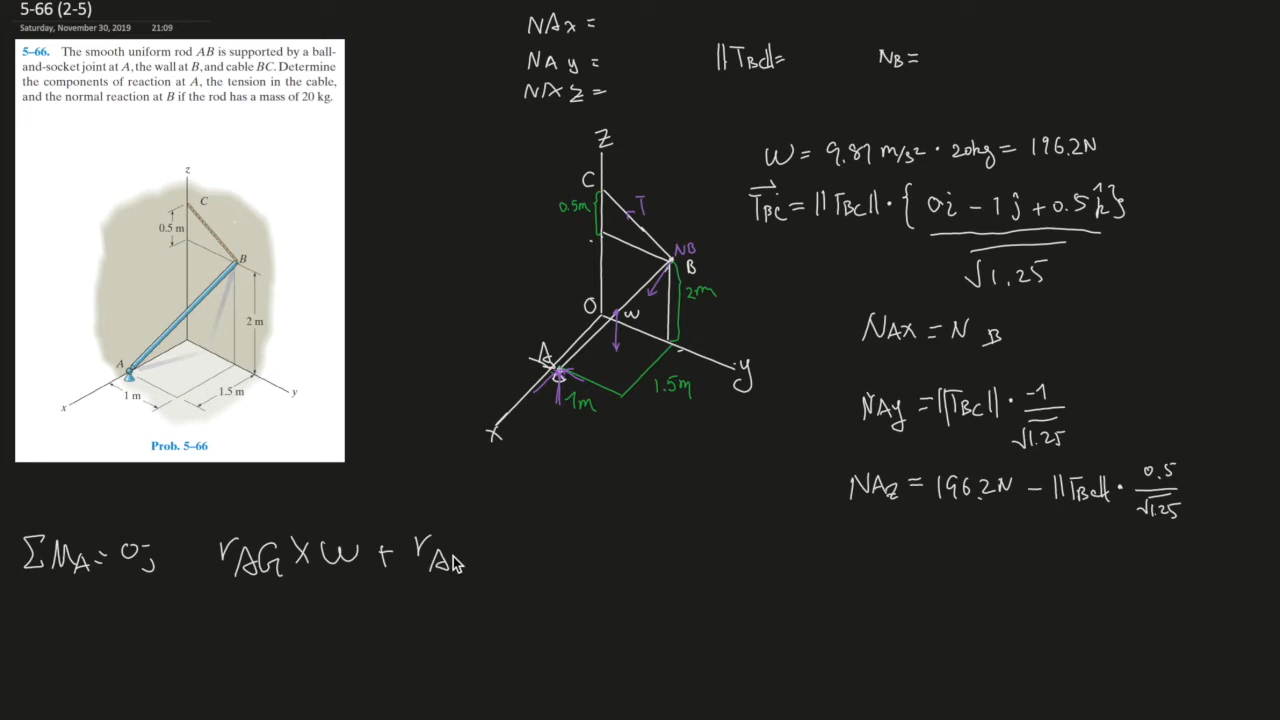 5-66 (2-5)
Saturday, November 30, 2019 21:09
5–66. The smooth uniform rod AB is supported by a ball-
and-socket joint at A, the wall at B, and cable BC. Determine
the components of reaction at A, the tension in the cable,
and the normal reaction at B if the rod has a mass of 20 kg.
z
C
0.5 m
B
2 m
A
1 m
1.5 m
x
y
Prob. 5–66
NAx =
NAy =
NAz =
||TBC||=
NB=
Z
C
0.5m
T
NB
B
2m
O
W
A
1m
1.5m
y
x
W = 9.81 m/s² · 20kg = 196.2N
TBC = ||TBC|| · { 0i - 1j + 0.5k }
√1.25
NAx = NB
NAy = ||TBC|| · -1/√1.25
NAz = 196.2N - ||TBC|| · 0.5/√1.25
ΣMA = 0; rAG × W + rA